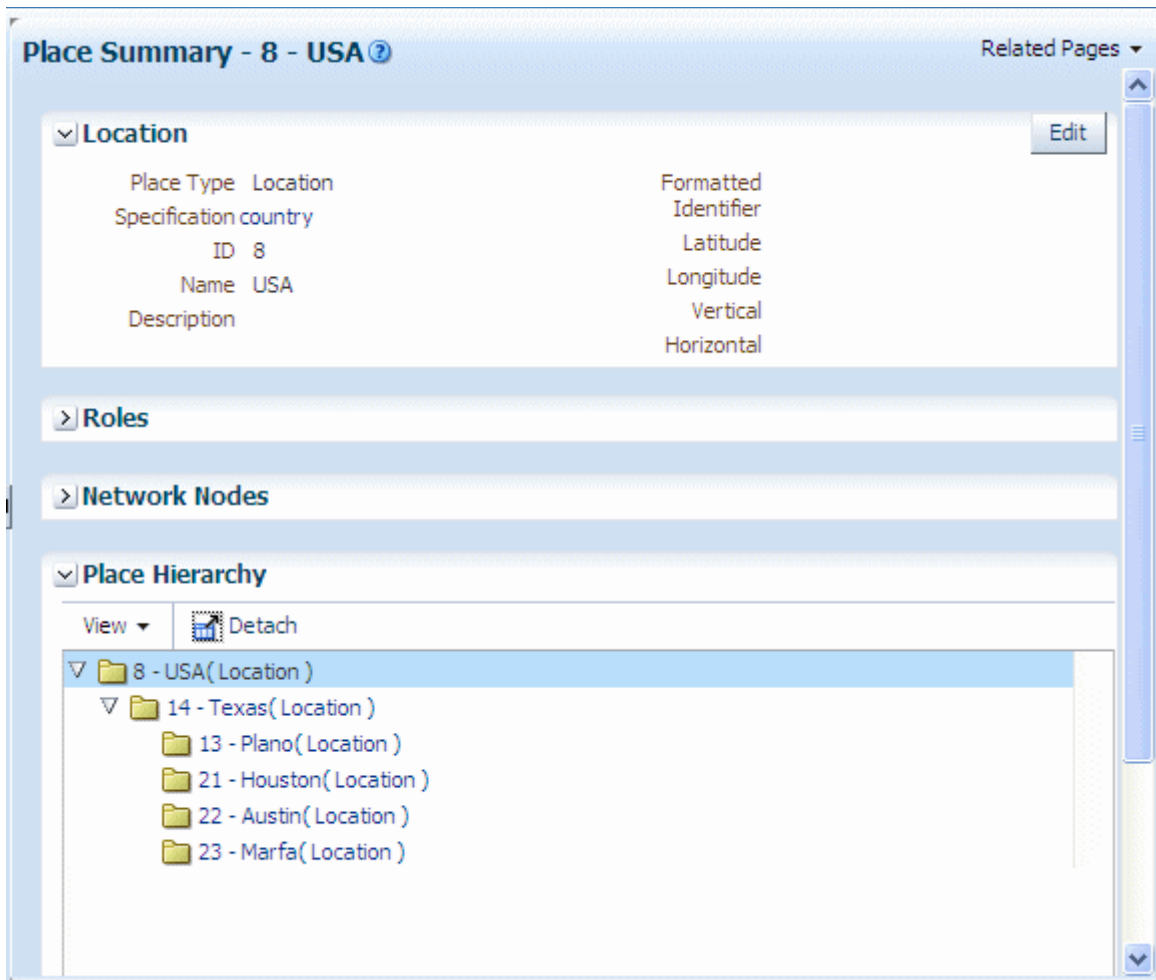 Place Summary - 8 - USA
Related Pages
Location
Edit
Place Type Location
Specification country
ID 8
Name USA
Description
Formatted
Identifier
Latitude
Longitude
Vertical
Horizontal
Roles
Network Nodes
Place Hierarchy
View
Detach
8 - USA( Location )
14 - Texas( Location )
13 - Plano( Location )
21 - Houston( Location )
22 - Austin( Location )
23 - Marfa( Location )